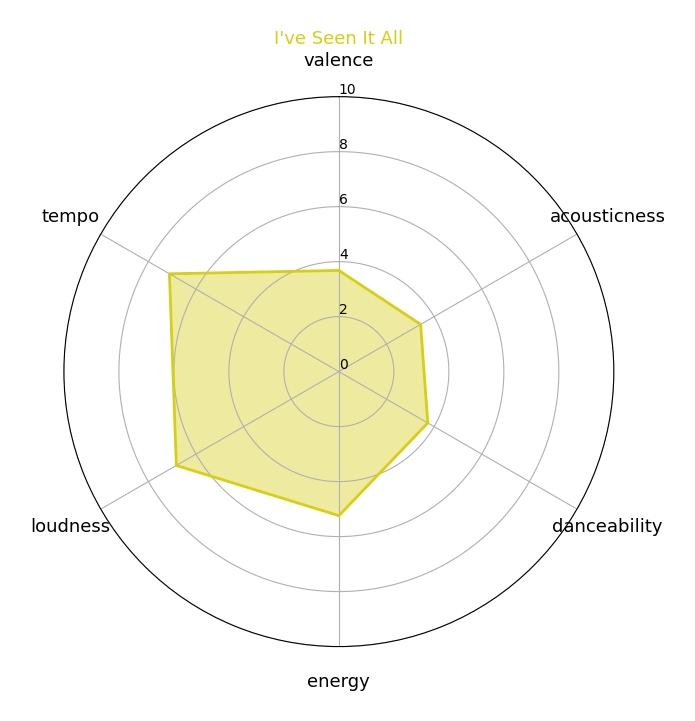 I've Seen It All
valence
10
8
tempo
6
acousticness
4
2
0
loudness
danceability
energy